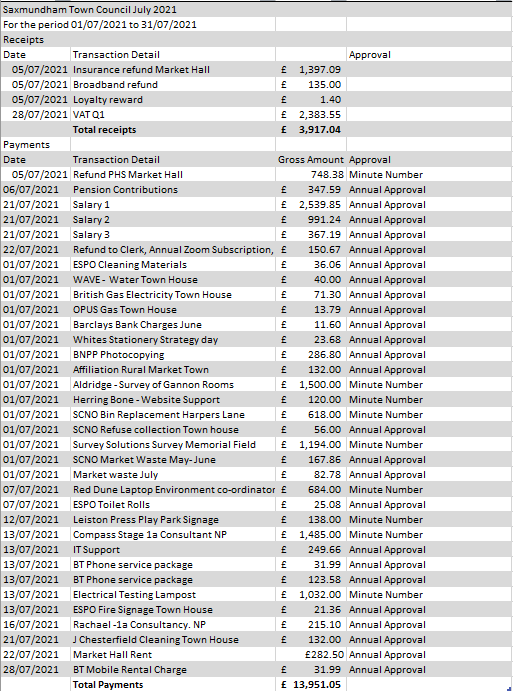 Saxmundham Town Council July 2021
For the period 01/07/2021 to 31/07/2021
Receipts
Date Transaction Detail Approval
05/07/2021 Insurance refund Market Hall £ 1,397.09
05/07/2021 Broadband refund £ 135.00
05/07/2021 Loyalty reward £ 1.40
28/07/2021 VAT Q1 £ 2,383.55
Total receipts £ 3,917.04
Payments
Date Transaction Detail Gross Amount Approval
05/07/2021 Refund PHS Market Hall 748.38 Minute Number
06/07/2021 Pension Contributions £ 347.59 Annual Approval
21/07/2021 Salary 1 £ 2,539.85 Annual Approval
21/07/2021 Salary 2 £ 991.24 Annual Approval
21/07/2021 Salary 3 £ 367.19 Annual Approval
22/07/2021 Refund to Clerk, Annual Zoom Subscription, £ 150.67 Annual Approval
01/07/2021 ESPO Cleaning Materials £ 36.06 Annual Approval
01/07/2021 WAVE - Water Town House £ 40.00 Annual Approval
01/07/2021 British Gas Electricity Town House £ 71.30 Annual Approval
01/07/2021 OPUS Gas Town House £ 13.79 Annual Approval
01/07/2021 Barclays Bank Charges June £ 11.60 Annual Approval
01/07/2021 Whites Stationery Strategy day £ 23.68 Annual Approval
01/07/2021 BNPP Photocopying £ 286.80 Annual Approval
01/07/2021 Affiliation Rural Market Town £ 132.00 Annual Approval
01/07/2021 Aldridge - Survey of Gannon Rooms £ 1,500.00 Minute Number
01/07/2021 Herring Bone - Website Support £ 120.00 Minute Number
01/07/2021 SCNO Bin Replacement Harpers Lane £ 618.00 Minute Number
01/07/2021 SCNO Refuse collection Town house £ 56.00 Annual Approval
01/07/2021 Survey Solutions Survey Memorial Field £ 1,194.00 Minute Number
01/07/2021 SCNO Market Waste May- June £ 167.86 Annual Approval
01/07/2021 Market waste July £ 82.78 Annual Approval
07/07/2021 Red Dune Laptop Environment co-ordinator £ 684.00 Minute Number
07/07/2021 ESPO Toilet Rolls £ 25.08 Annual Approval
12/07/2021 Leiston Press Play Park Signage £ 138.00 Minute Number
13/07/2021 Compass Stage 1a Consultant NP £ 1,485.00 Minute Number
13/07/2021 IT Support £ 249.66 Annual Approval
13/07/2021 BT Phone service package £ 31.99 Annual Approval
13/07/2021 BT Phone service package £ 123.58 Annual Approval
13/07/2021 Electrical Testing Lampost £ 1,032.00 Minute Number
13/07/2021 ESPO Fire Signage Town House £ 21.36 Annual Approval
16/07/2021 Rachael -1a Consultancy. NP £ 215.10 Annual Approval
21/07/2021 J Chesterfield Cleaning Town House £ 132.00 Annual Approval
22/07/2021 Market Hall Rent £282.50 Annual Approval
28/07/2021 BT Mobile Rental Charge £ 31.99 Annual Approval
Total Payments £ 13,951.05